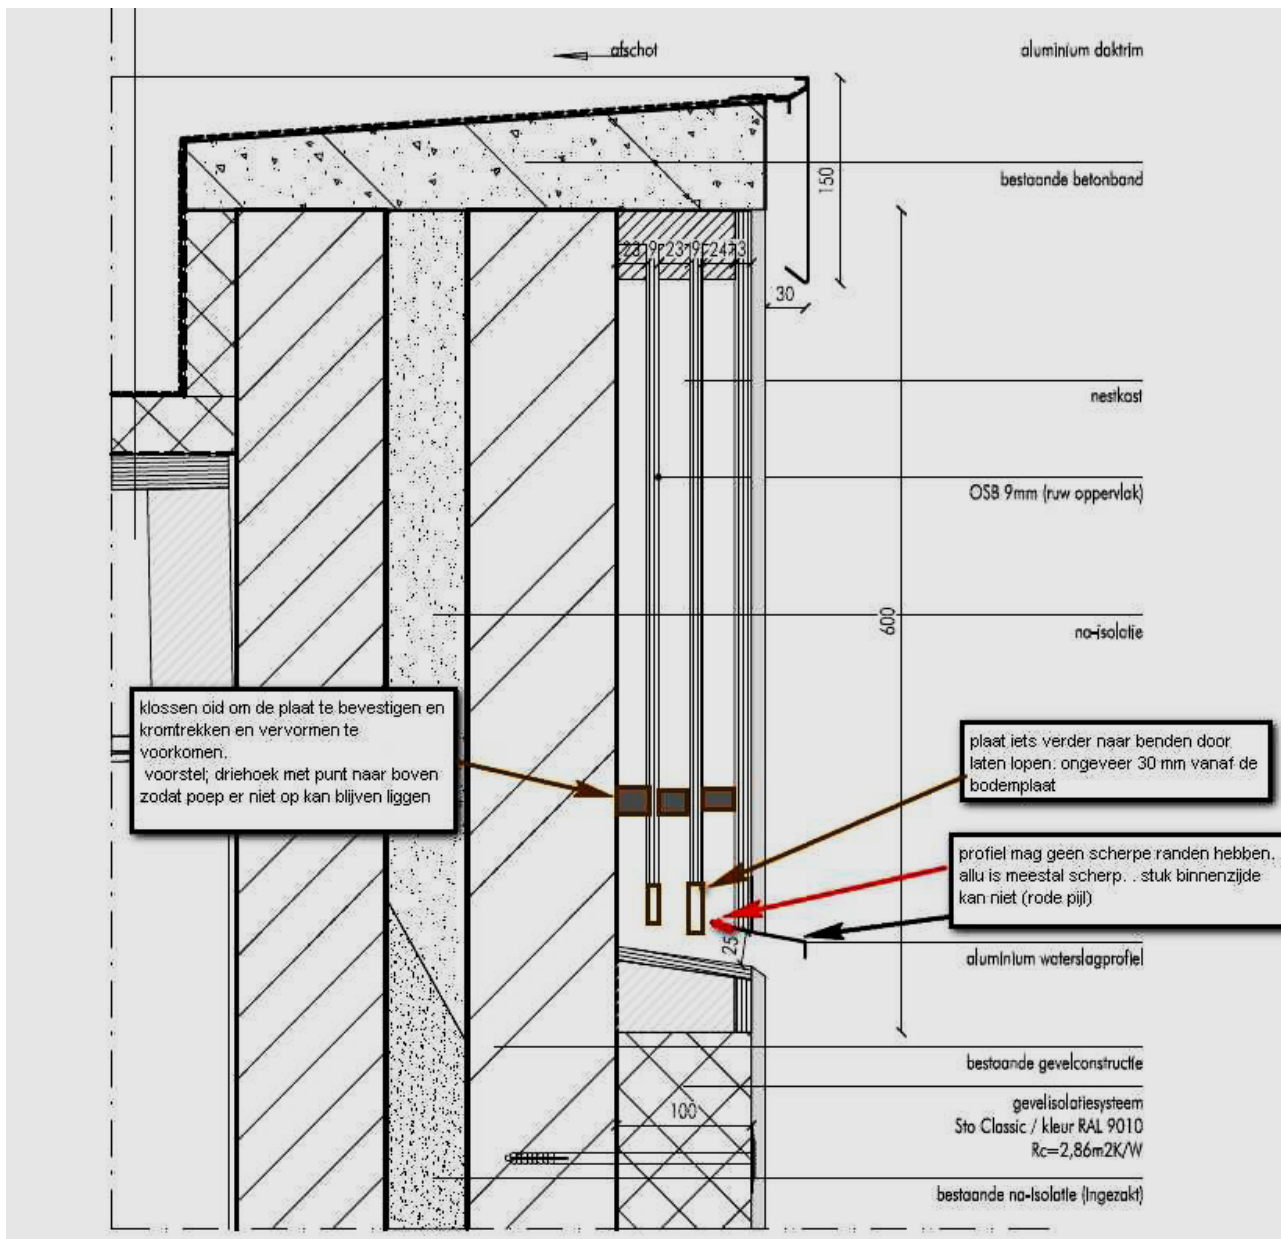 afschot
aluminium daktrim
150
bestaande betonband
23 9 23 9 24 13
30
nestkast
OSB 9mm (ruw oppervlak)
600
na-isolatie
klossen oid om de plaat te bevestigen en
kromtrekken en vervormen te
voorkomen.
voorstel; driehoek met punt naar boven
zodat poep er niet op kan blijven liggen
plaat iets verder naar benden door
laten lopen. ongeveer 30 mm vanaf de
bodemplaat
profiel mag geen scherpe randen hebben.
allu is meestal scherp. . stuk binnenzijde
kan niet (rode pijl)
25
aluminium waterslagprofiel
bestaande gevelconstructie
100
gevelisolatiesysteem
Sto Classic / kleur RAL 9010
Rc=2,86m2K/W
bestaande na-isolatie (ingezakt)